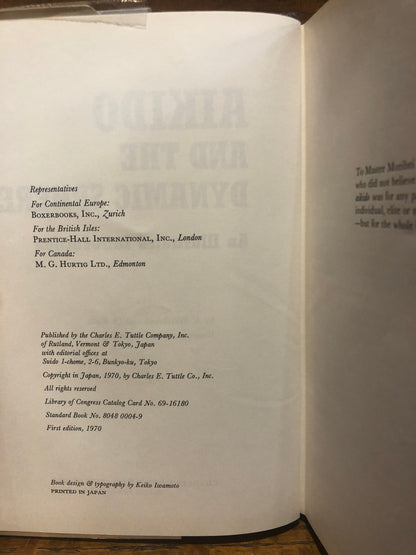 Representatives
For Continental Europe:
BOXERBOOKS, INC., Zurich
For the British Isles:
PRENTICE-HALL INTERNATIONAL, INC., London
For Canada:
M. G. HURTIG LTD., Edmonton
Published by the Charles E. Tuttle Company, Inc.
of Rutland, Vermont & Tokyo, Japan
with editorial offices at
Suido 1-chome, 2-6, Bunkyo-ku, Tokyo
Copyright in Japan, 1970, by Charles E. Tuttle Co., Inc.
All rights reserved
Library of Congress Catalog Card No. 69-16180
Standard Book No. 8048 0004-9
First edition, 1970
Book design & typography by Keiko Iwamoto
PRINTED IN JAPAN
AIKIDO
AND THE
DYNAMIC
To Master Morihei
who did not believe
aikido was for any
individual, elite or
—but for the whole